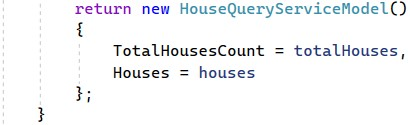 return new HouseQueryServiceModel()
{
TotalHousesCount = totalHouses,
Houses = houses
};
}